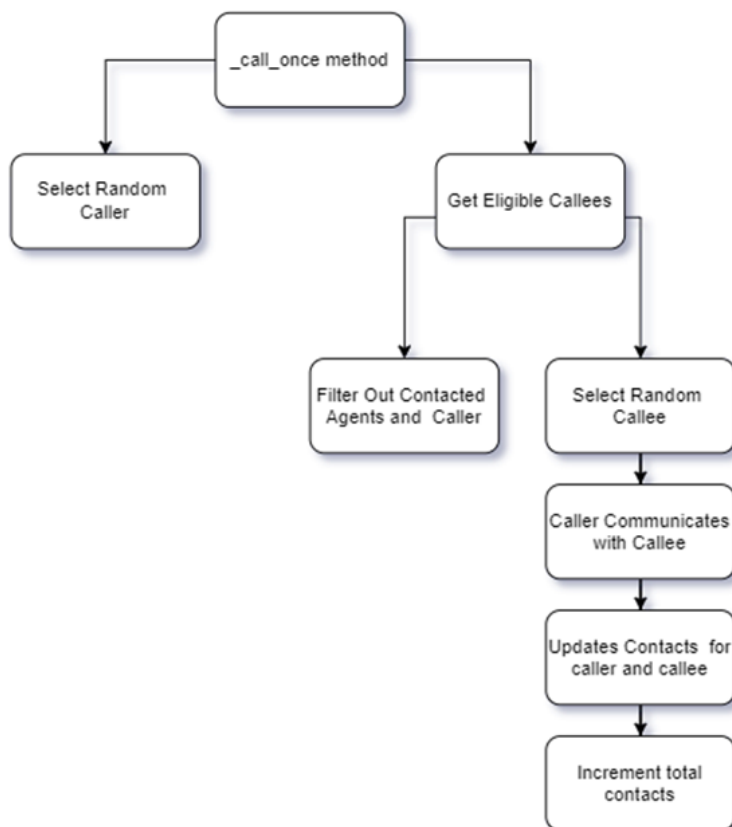 _call_once method
Select Random
Caller
Get Eligible Callees
Filter Out Contacted
Agents and Caller
Select Random
Callee
Caller Communicates
with Callee
Updates Contacts for
caller and callee
Increment total
contacts